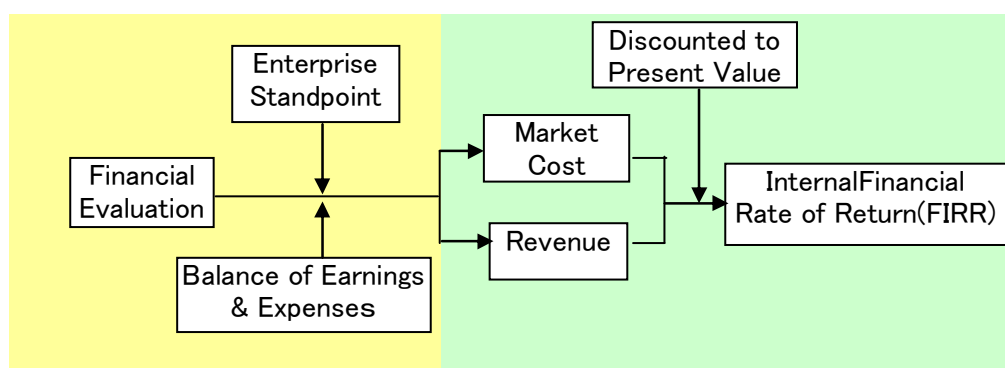 Financial
Evaluation
Enterprise
Standpoint
Balance of Earnings
& Expenses
Market
Cost
Revenue
Discounted to
Present Value
InternalFinancial
Rate of Return(FIRR)